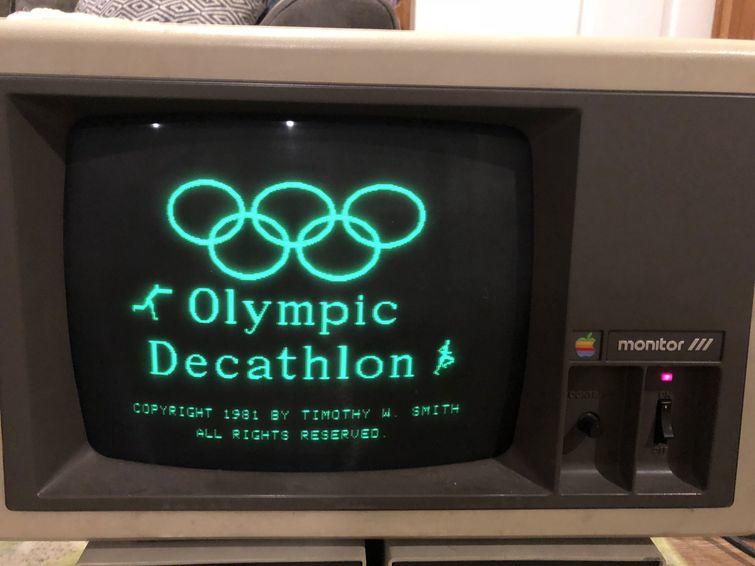 Olympic
Decathlon
COPYRIGHT 1981 BY TIMOTHY W. SMITH
ALL RIGHTS RESERVED.
monitor ///